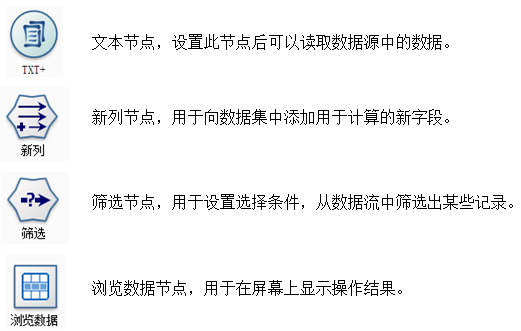 文本节点，设置此节点后可以读取数据源中的数据。
TXT+
新列节点，用于向数据集中添加用于计算的新字段。
新列
筛选节点，用于设置选择条件，从数据流中筛选出某些记录。
筛选
浏览数据节点，用于在屏幕上显示操作结果。
浏览数据